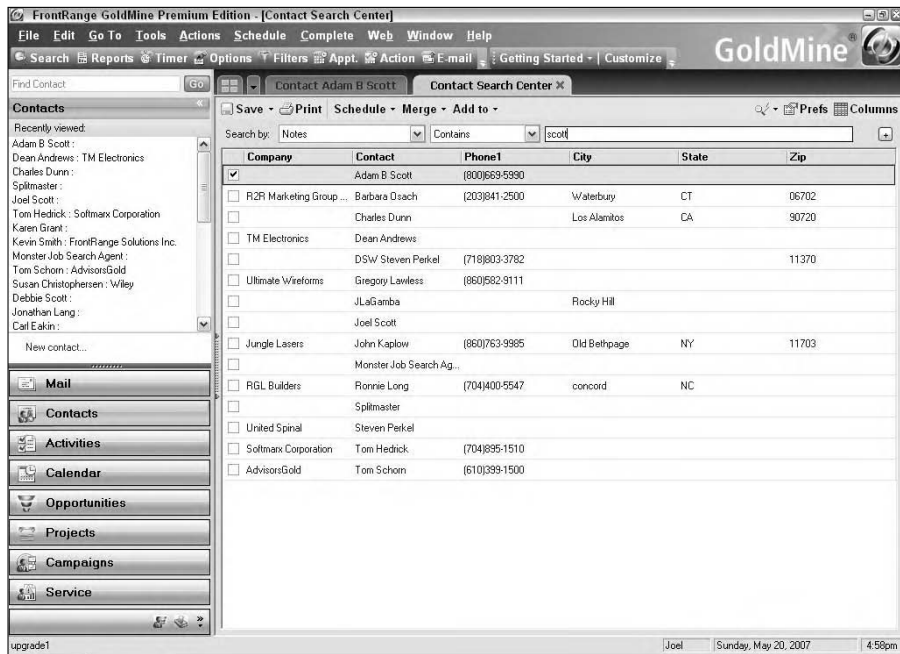 FrontRange GoldMine Premium Edition - [Contact Search Center]
File Edit Go To Tools Actions Schedule Complete Web Window Help
Search Reports Timer Options Filters Appt. Action E-mail Getting Started Customize
GoldMine®
Find Contact Go Contact Adam B Scott Contact Search Center
Contacts
Save Print Schedule Merge Add to Prefs Columns
Recently viewed:
Adam B Scott :
Dean Andrews : TM Electronics
Charles Dunn :
Splitmaster :
Joel Scott :
Tom Hedrick : Softmarx Corporation
Karen Grant :
Kevin Smith : FrontRange Solutions Inc.
Monster Job Search Agent :
Tom Schorn : AdvisorsGold
Susan Christophersen : Wiley
Debbie Scott :
Jonathan Lang :
Carl Eakin :
New contact...
Mail
Contacts
Activities
Calendar
Opportunities
Projects
Campaigns
Service
Search by: Notes Contains scott
Company Contact Phone1 City State Zip
Adam B Scott (800)669-5990
R2R Marketing Group ... Barbara Osach (203)841-2500 Waterbury CT 06702
Charles Dunn Los Alamitos CA 90720
TM Electronics Dean Andrews
DSW Steven Perkel (718)803-3782 11370
Ultimate Wireforms Gregory Lawless (860)582-9111
JLaGamba Rocky Hill
Joel Scott
Jungle Lasers John Kaplow (860)763-9985 Old Bethpage NY 11703
Monster Job Search Ag...
RGL Builders Ronnie Long (704)400-5547 concord NC
Splitmaster
United Spinal Steven Perkel
Softmarx Corporation Tom Hedrick (704)895-1510
AdvisorsGold Tom Schorn (610)399-1500
upgrade1 Joel Sunday, May 20, 2007 4:58pm